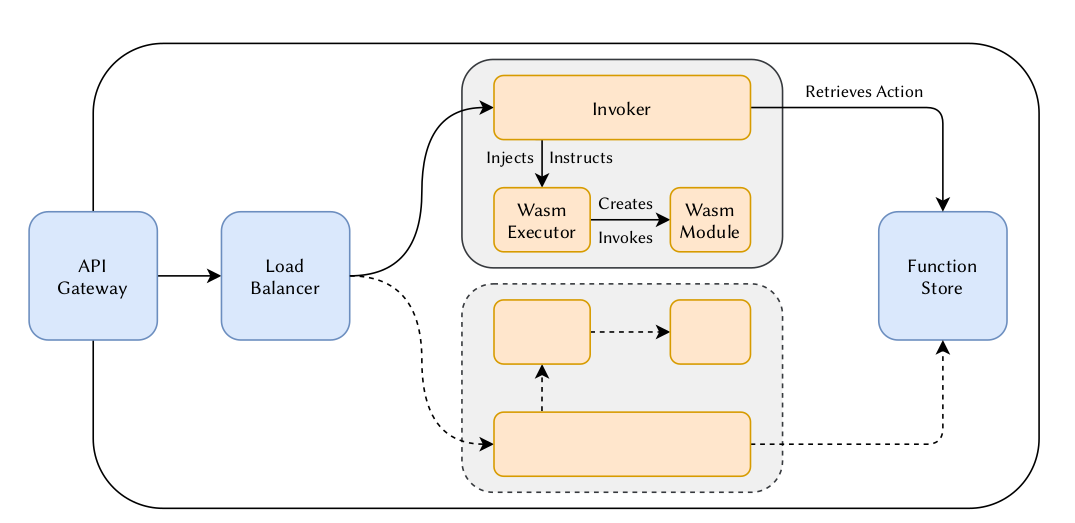 Retrieves Action
Invoker
Injects
Instructs
Wasm
Executor
Creates
Invokes
Wasm
Module
API
Gateway
Load
Balancer
Function
Store